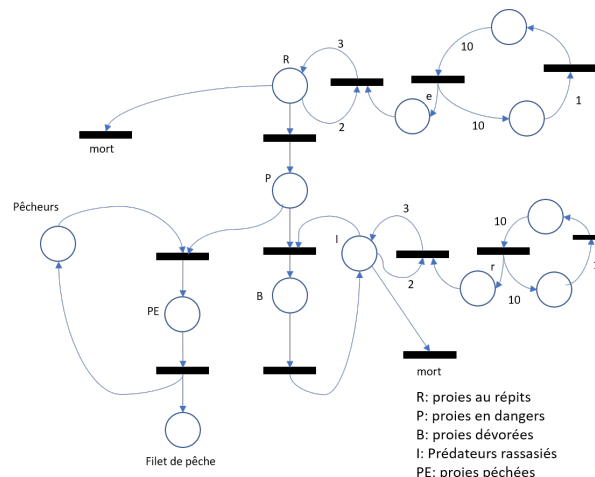 3
10
R
e
1
2
10
mort
P
Pêcheurs
3
10
I
r
2
B
10
PE
mort
R: proies au répits
P: proies en dangers
B: proies dévorées
I: Prédateurs rassasiés
PE: proies péchées
Filet de pêche